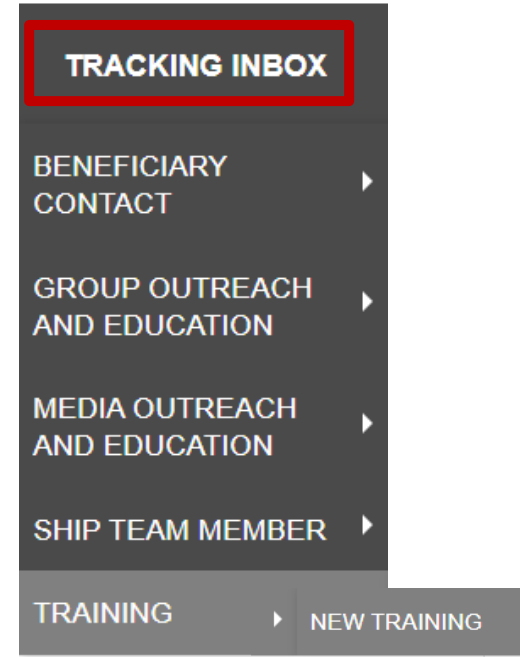 TRACKING INBOX
BENEFICIARY
CONTACT
GROUP OUTREACH
AND EDUCATION
MEDIA OUTREACH
AND EDUCATION
SHIP TEAM MEMBER
TRAINING
NEW TRAINING